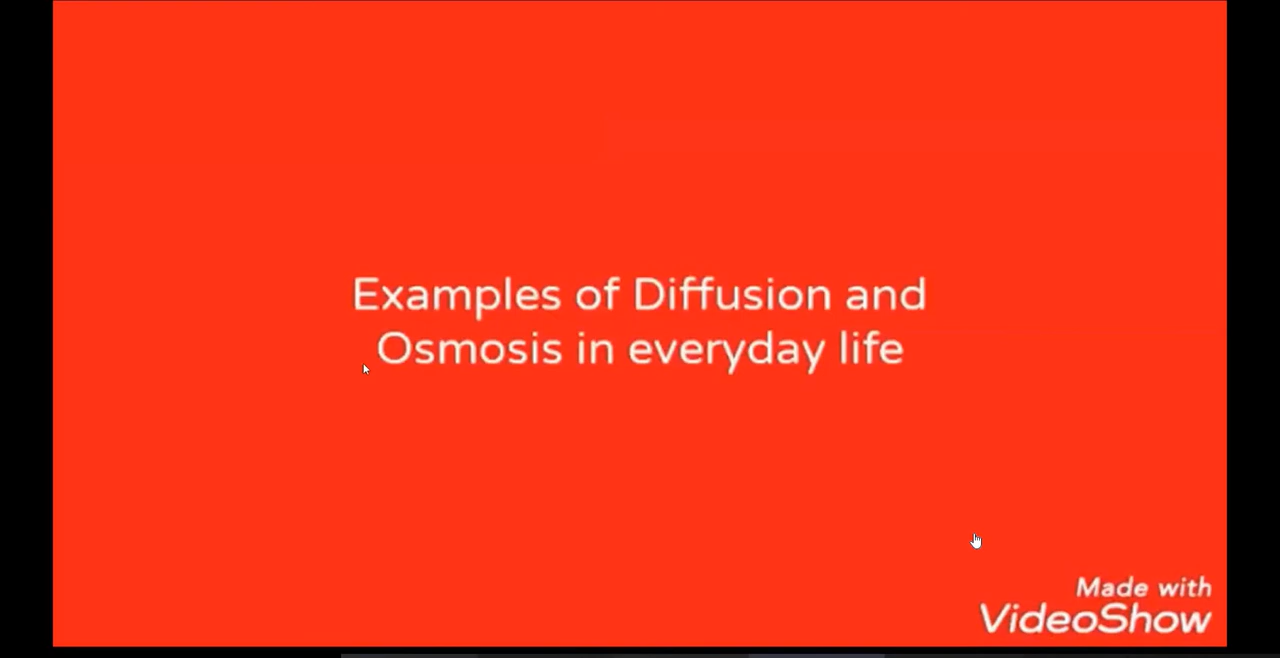 Examples of Diffusion and
Osmosis in everyday life
Made with
VideoShow